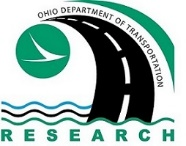 OHIO DEPARTMENT OF TRANSPORTATION
RESEARCH